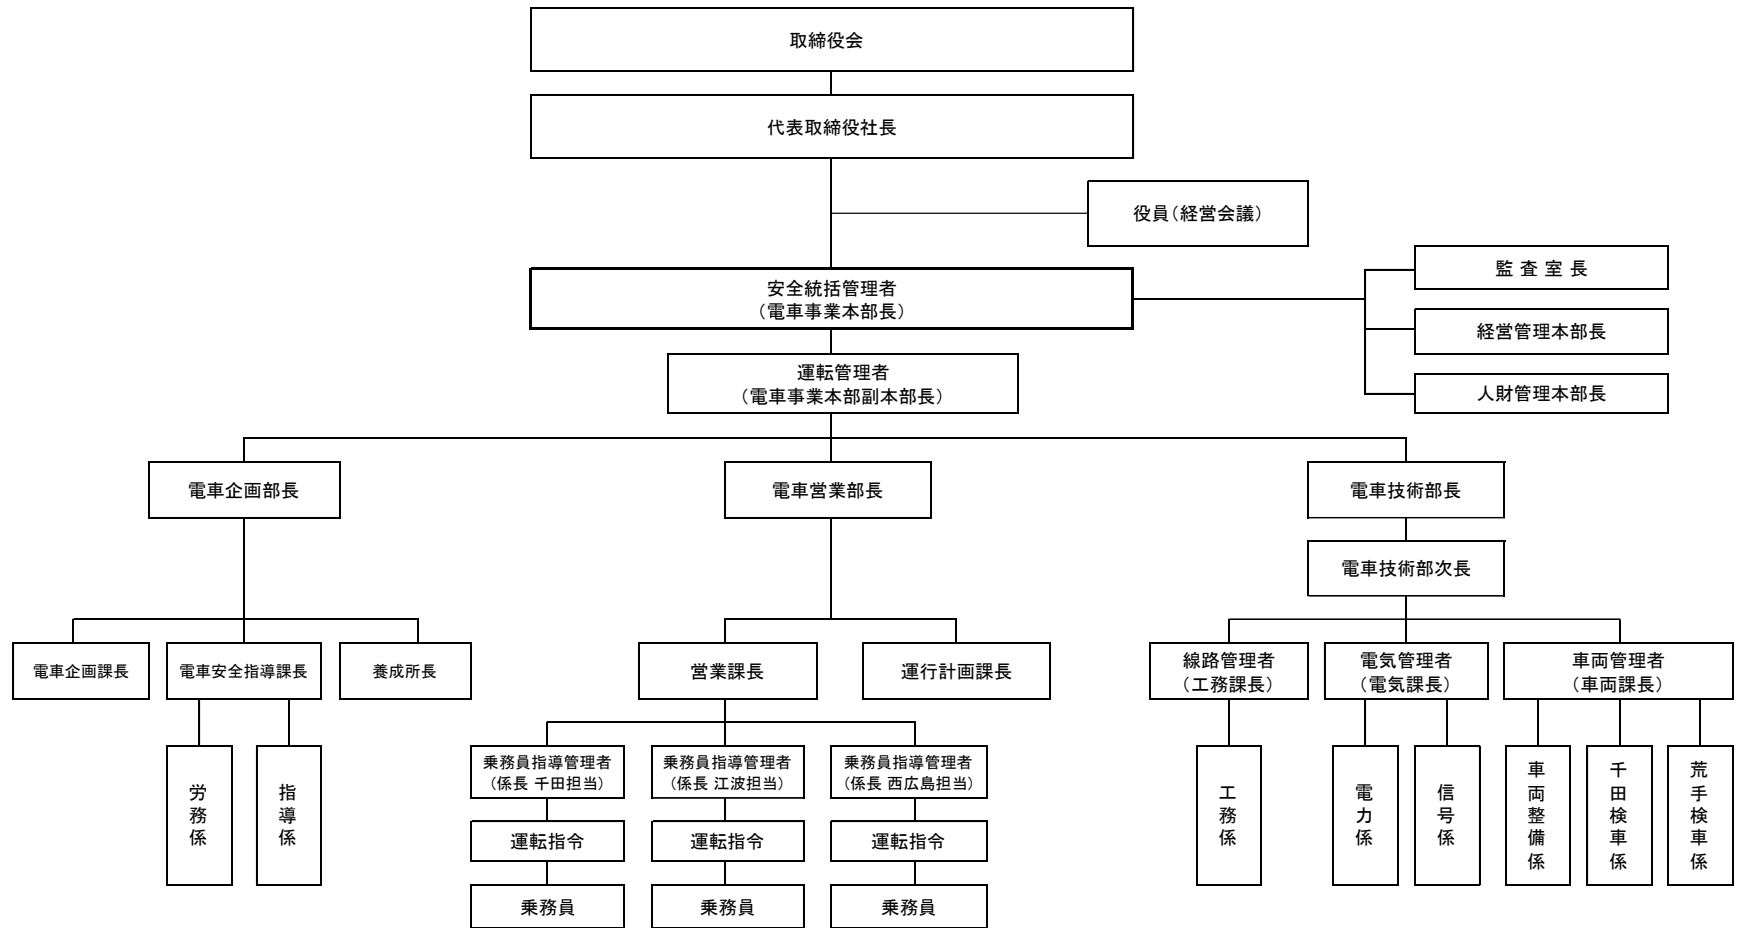 取締役会
代表取締役社長
役員（経営会議）
安全統括管理者
（電車事業本部長）
監 査 室 長
経営管理本部長
人財管理本部長
運転管理者
（電車事業本部副本部長）
電車企画部長
電車営業部長
電車技術部長
電車技術部次長
電車企画課長
電車安全指導課長
養成所長
営業課長
運行計画課長
線路管理者
（工務課長）
電気管理者
（電気課長）
車両管理者
（車両課長）
労務係
指導係
乗務員指導管理者
（係長 千田担当）
乗務員指導管理者
（係長 江波担当）
乗務員指導管理者
（係長 西広島担当）
運転指令
運転指令
運転指令
乗務員
乗務員
乗務員
工務係
電力係
信号係
車両整備係
千田検車係
荒手検車係